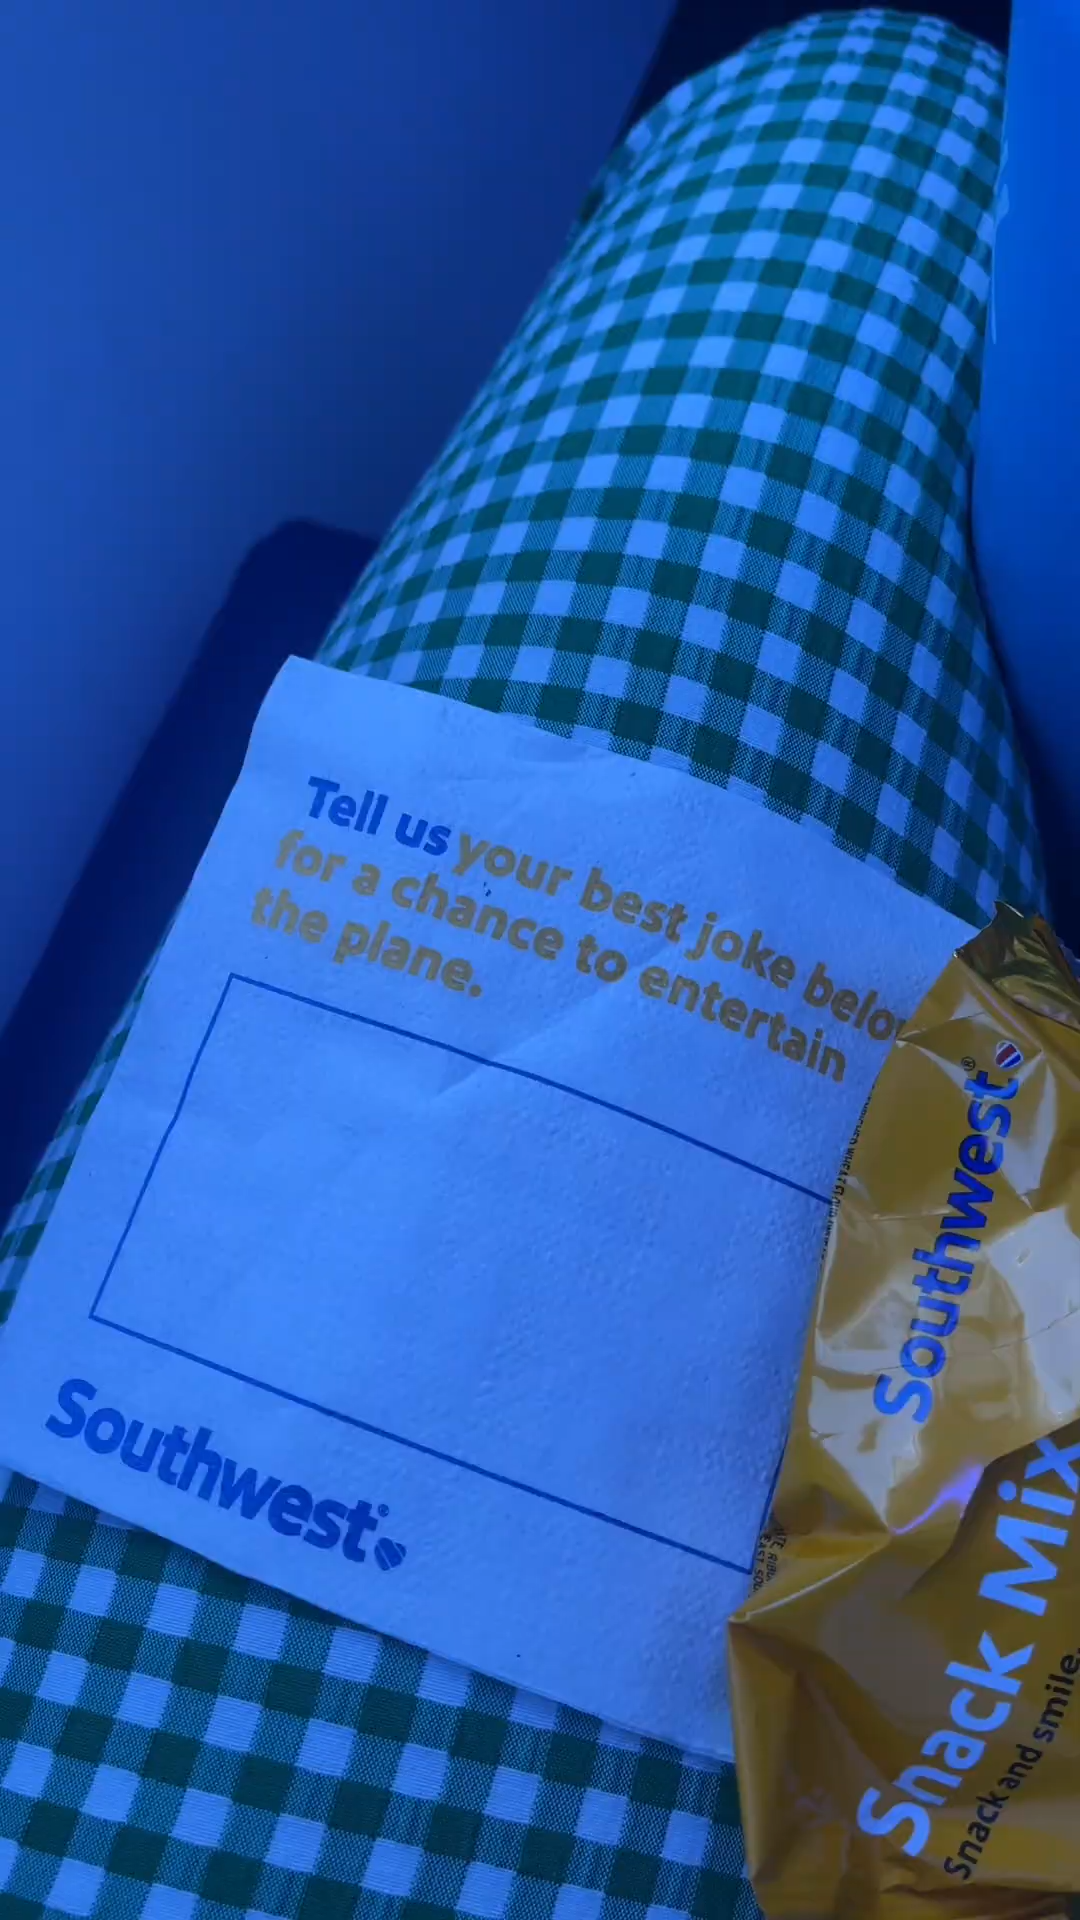 Tell us your best joke belo
for a chance to entertain
the plane.
Southwest®
Southwest®
Snack Mix
Snack and smile.